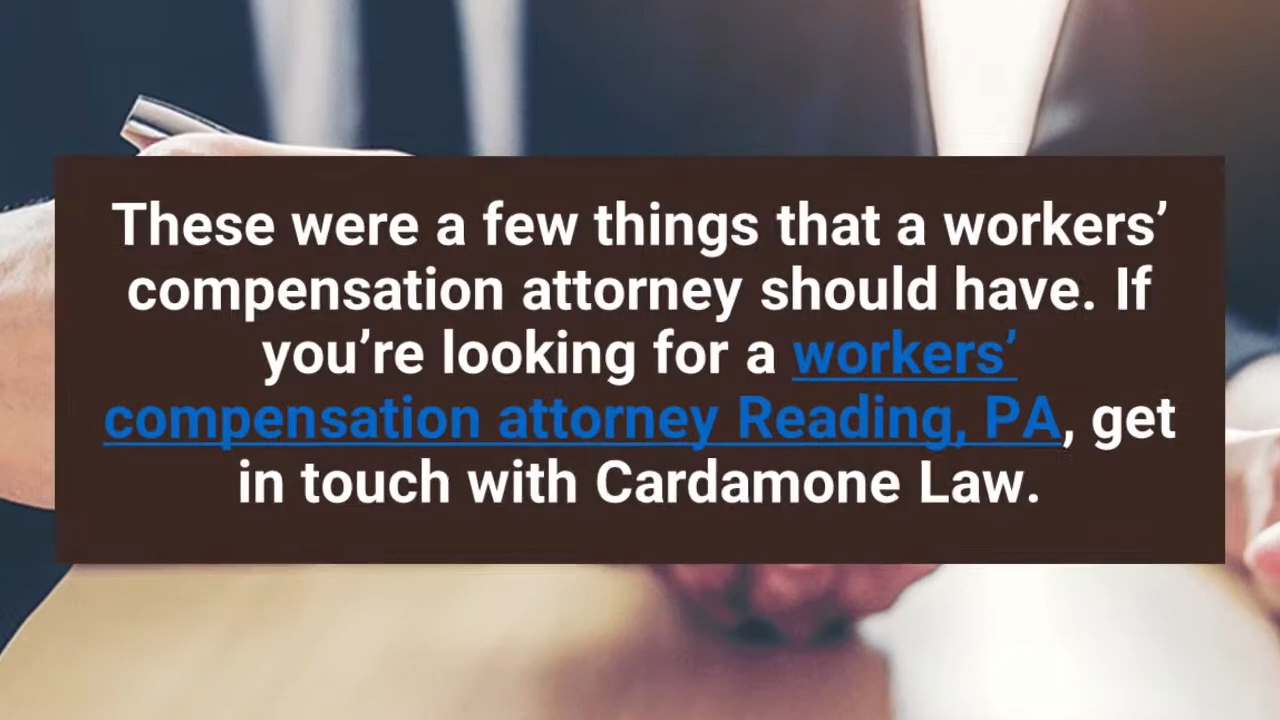 These were a few things that a workers’
compensation attorney should have. If
you’re looking for a workers’
compensation attorney Reading, PA, get
in touch with Cardamone Law.